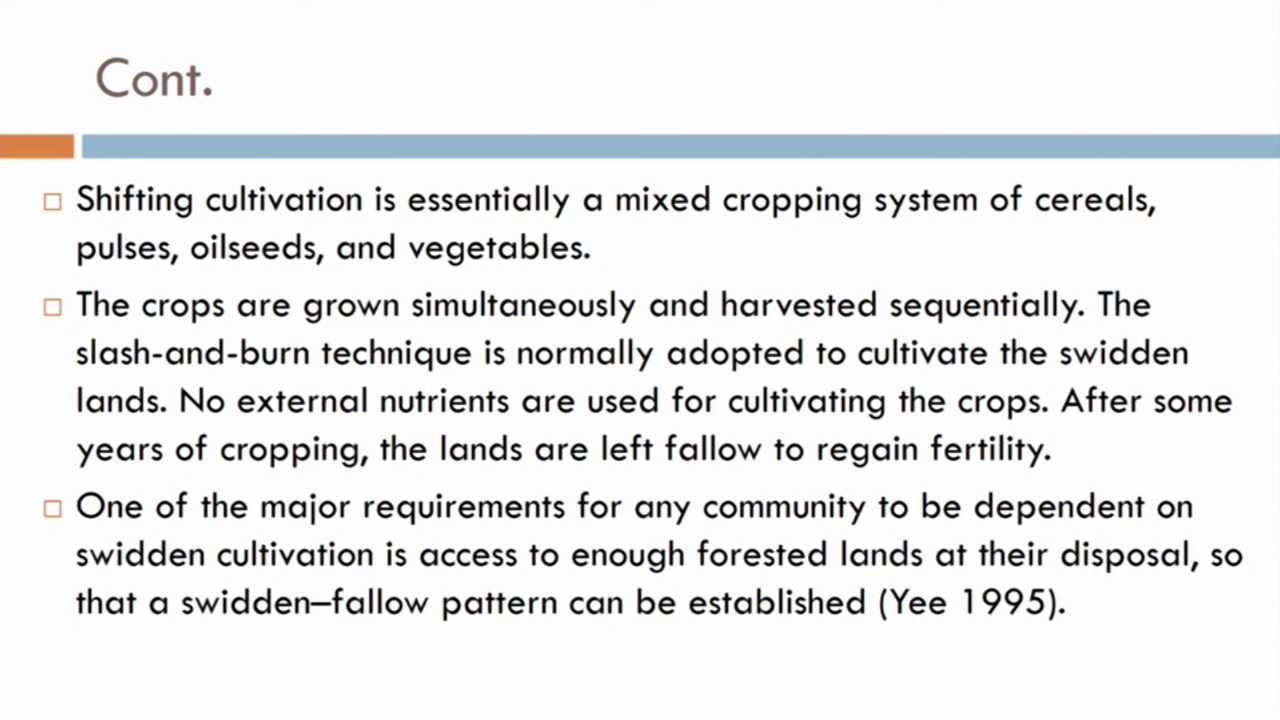 Cont.
Shifting cultivation is essentially a mixed cropping system of cereals,
pulses, oilseeds, and vegetables.
The crops are grown simultaneously and harvested sequentially. The
slash-and-burn technique is normally adopted to cultivate the swidden
lands. No external nutrients are used for cultivating the crops. After some
years of cropping, the lands are left fallow to regain fertility.
One of the major requirements for any community to be dependent on
swidden cultivation is access to enough forested lands at their disposal, so
that a swidden–fallow pattern can be established (Yee 1995).